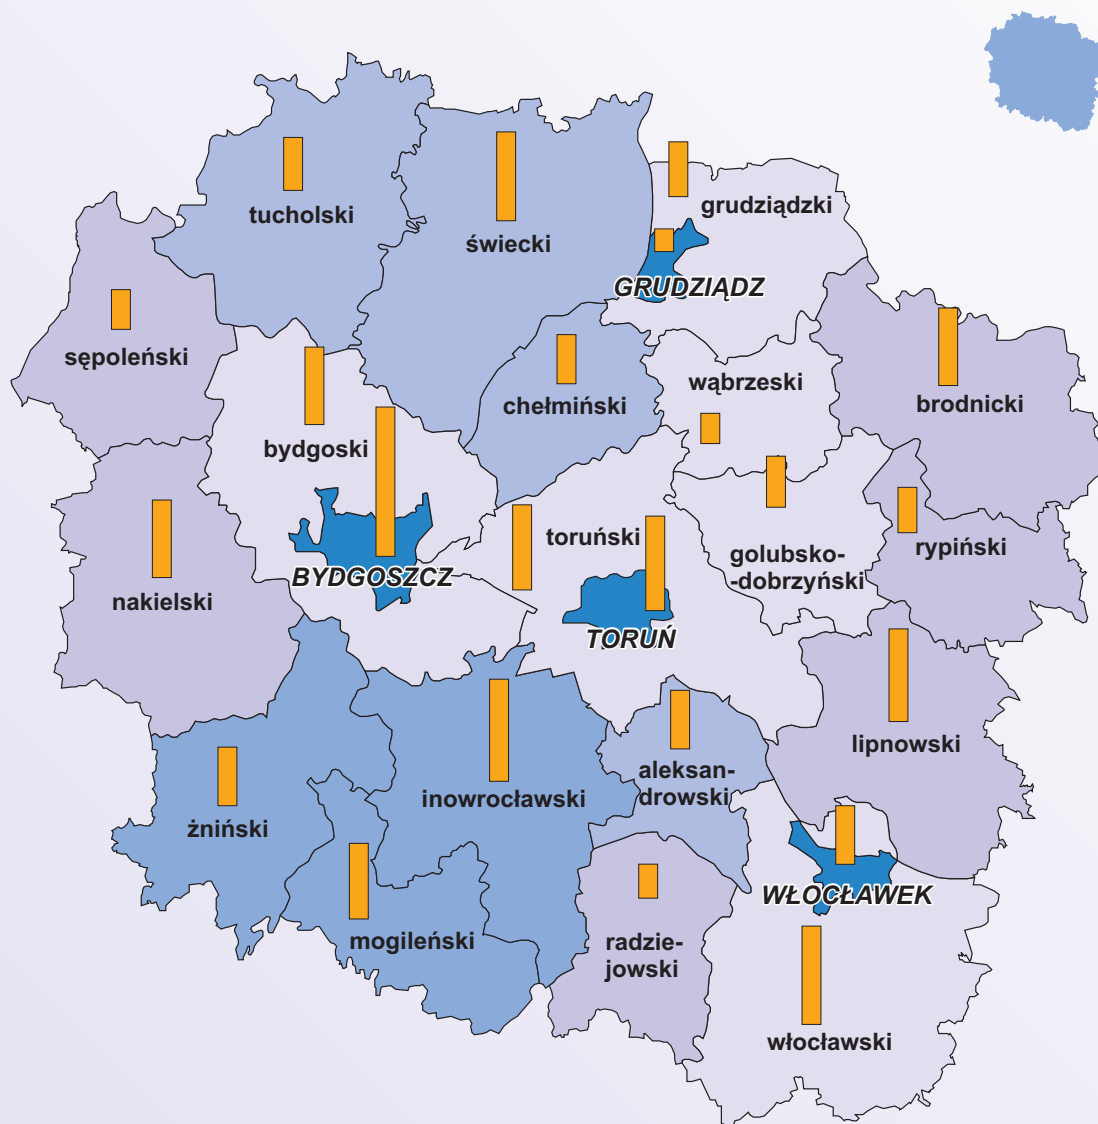 tucholski
świecki
grudziądzki
GRUDZIĄDZ
sępoleński
chełmiński
wąbrzeski
brodnicki
bydgoski
toruński
golubsko-
-dobrzyński
rypiński
BYDGOSZCZ
nakielski
TORUŃ
lipnowski
aleksan-
drowski
inowrocławski
żniński
WŁOCŁAWEK
mogileński
radzie-
jowski
włocławski